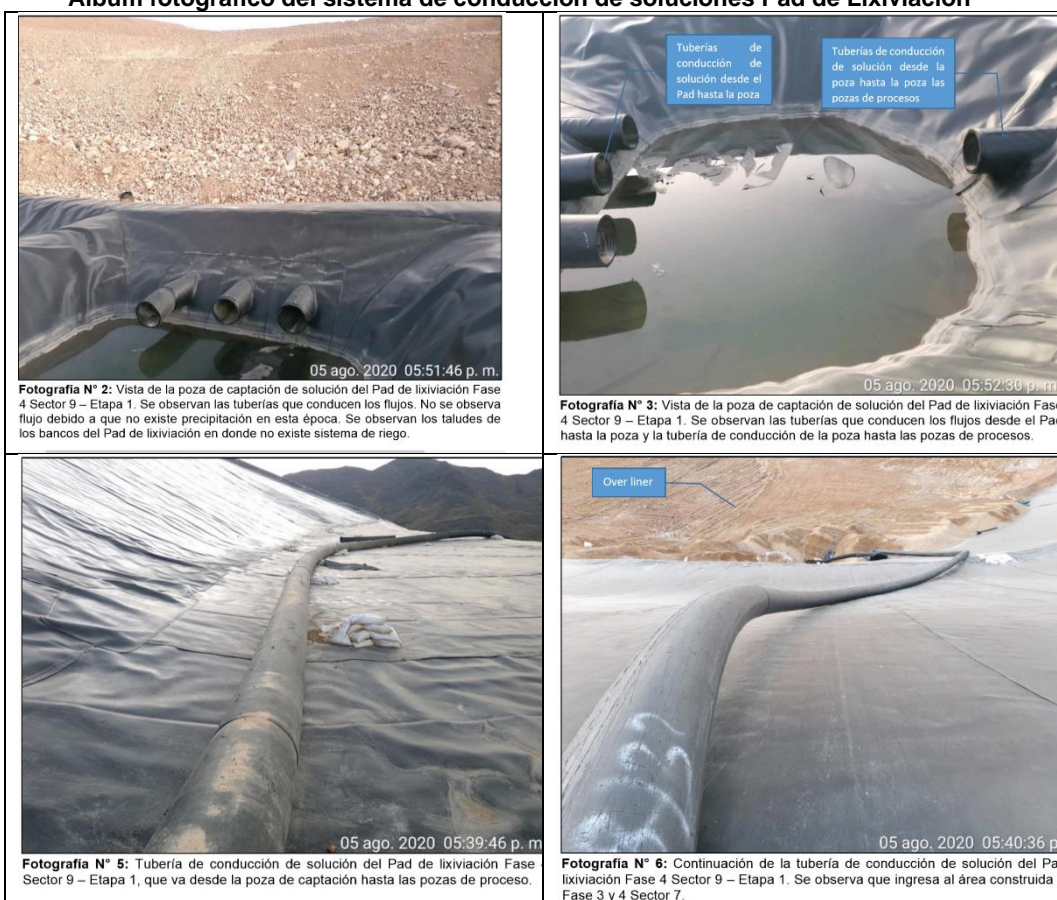 Álbum fotográfico del sistema de conducción de soluciones Pad de Lixiviación
05 ago. 2020 05:51:46 p. m.
Fotografía N° 2: Vista de la poza de captación de solución del Pad de lixiviación Fase
4 Sector 9 – Etapa 1. Se observan las tuberías que conducen los flujos. No se observa
flujo debido a que no existe precipitación en esta época. Se observan los taludes de
los bancos del Pad de lixiviación en donde no existe sistema de riego.
Tuberías de
conducción de
solución desde el
Pad hasta la poza
Tuberías de conducción
de solución desde la
poza hasta la poza las
pozas de procesos
05 ago. 2020 05:52:30 p. m
Fotografía N° 3: Vista de la poza de captación de solución del Pad de lixiviación Fase
4 Sector 9 – Etapa 1. Se observan las tuberías que conducen los flujos desde el Pad
hasta la poza y la tubería de conducción de la poza hasta las pozas de procesos.
05 ago. 2020 05:39:46 p. m
Fotografía N° 5: Tubería de conducción de solución del Pad de lixiviación Fase
Sector 9 – Etapa 1, que va desde la poza de captación hasta las pozas de proceso.
Over liner
05 ago. 2020 05:40:36 p
Fotografía N° 6: Continuación de la tubería de conducción de solución del Pa
lixiviación Fase 4 Sector 9 – Etapa 1. Se observa que ingresa al área construida
Fase 3 y 4 Sector 7.